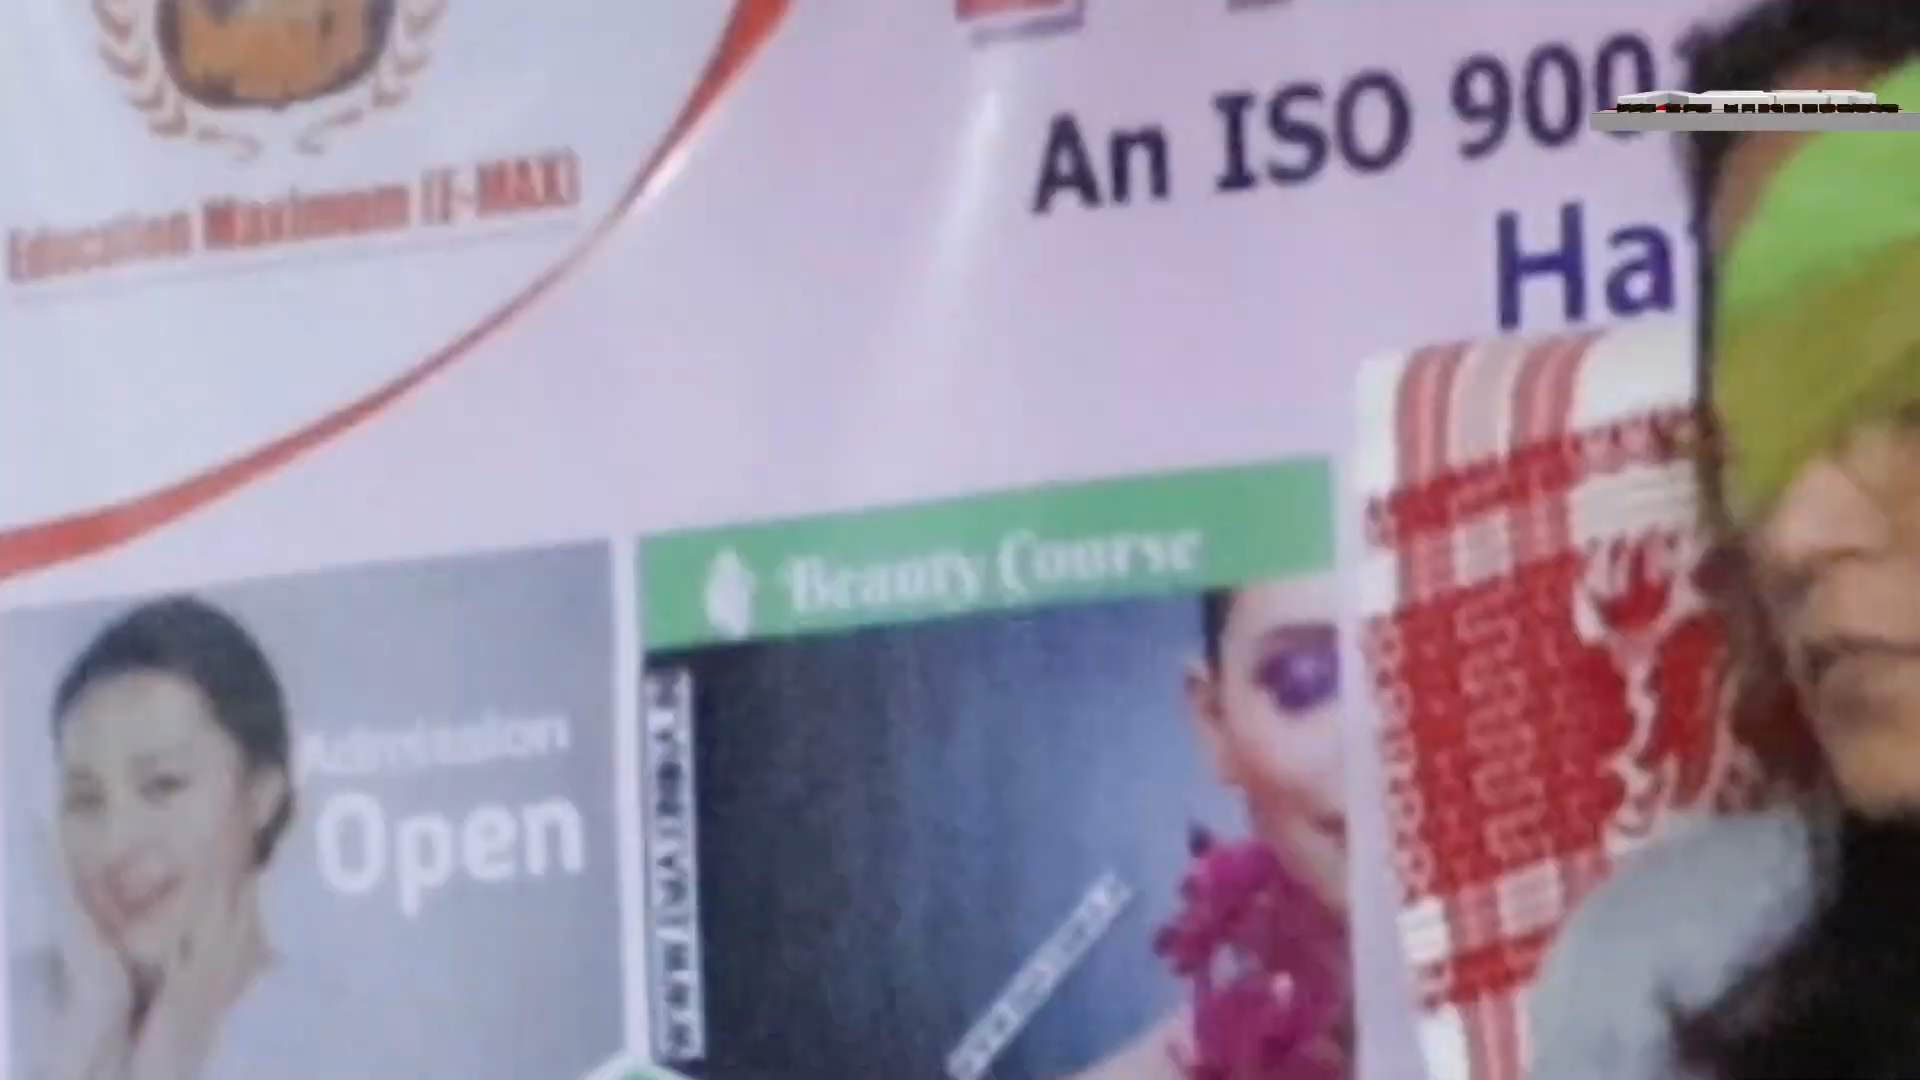 Education Maximum (E-MAX)
An ISO 900
Ha
Beauty Course
Admission
Open